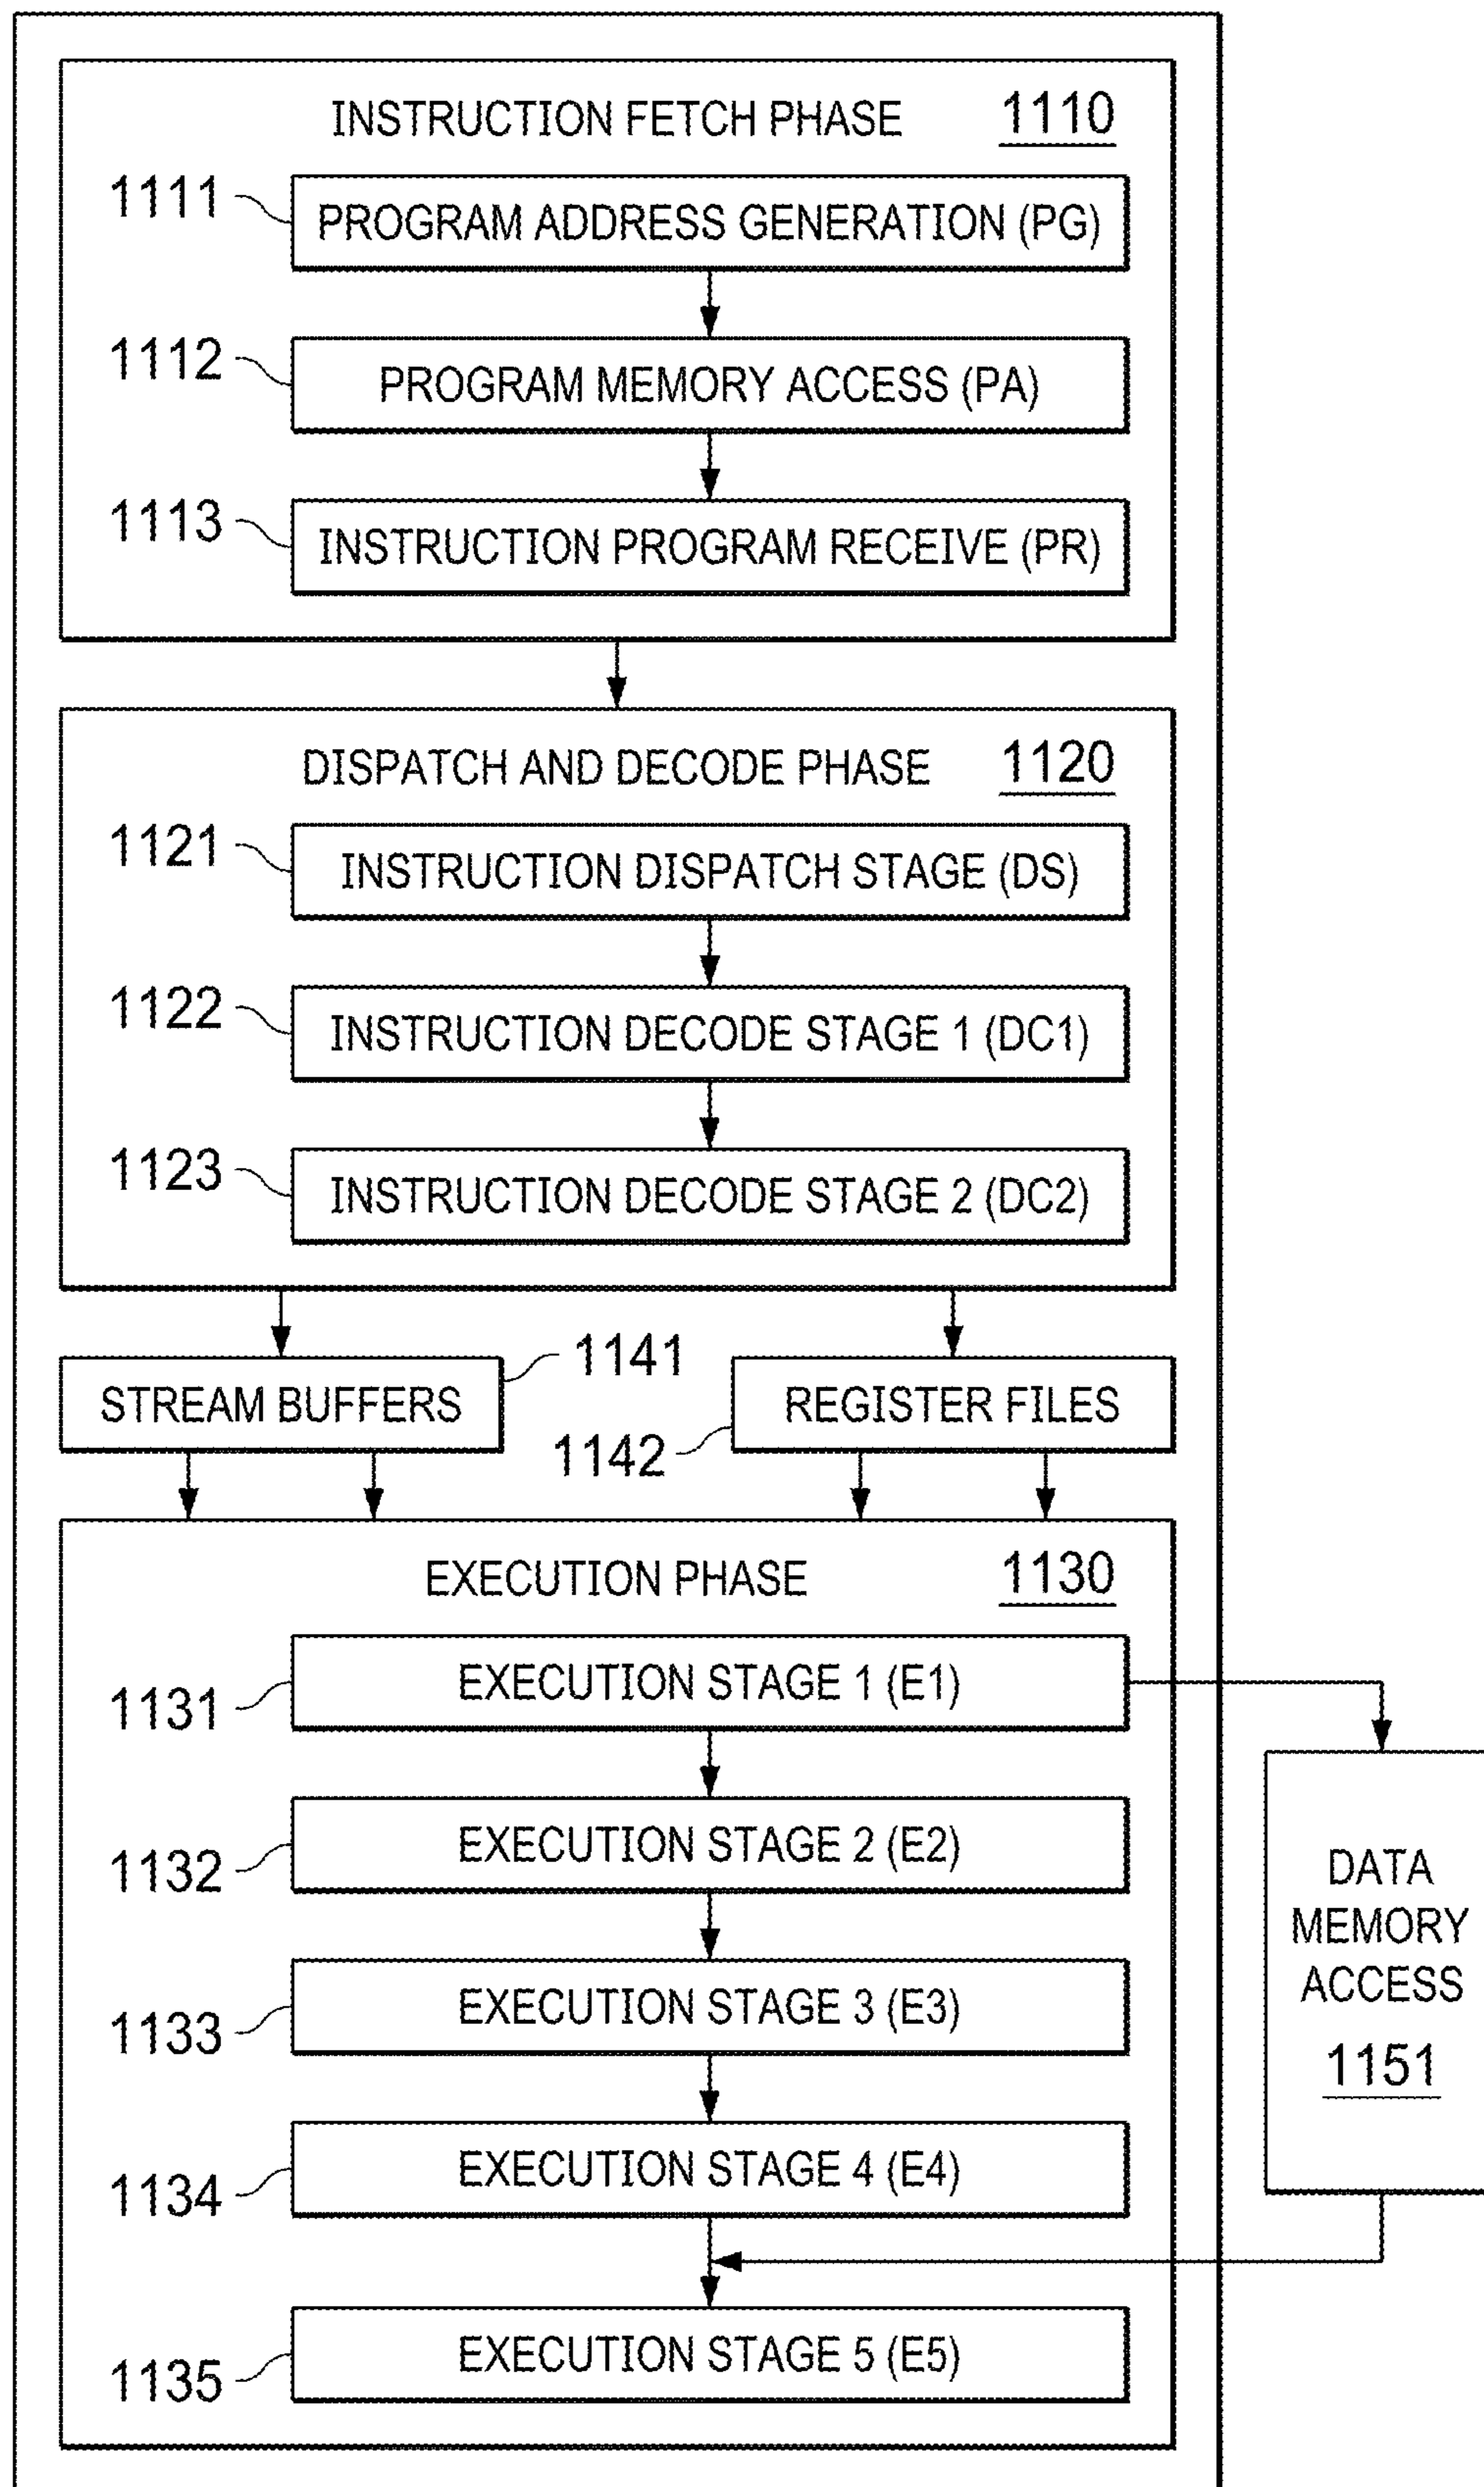 INSTRUCTION FETCH PHASE 1110
1111 PROGRAM ADDRESS GENERATION (PG)
1112 PROGRAM MEMORY ACCESS (PA)
1113 INSTRUCTION PROGRAM RECEIVE (PR)
DISPATCH AND DECODE PHASE 1120
1121 INSTRUCTION DISPATCH STAGE (DS)
1122 INSTRUCTION DECODE STAGE 1 (DC1)
1123 INSTRUCTION DECODE STAGE 2 (DC2)
STREAM BUFFERS 1141
1142 REGISTER FILES
EXECUTION PHASE 1130
1131 EXECUTION STAGE 1 (E1)
1132 EXECUTION STAGE 2 (E2)
1133 EXECUTION STAGE 3 (E3)
1134 EXECUTION STAGE 4 (E4)
1135 EXECUTION STAGE 5 (E5)
DATA
MEMORY
ACCESS
1151